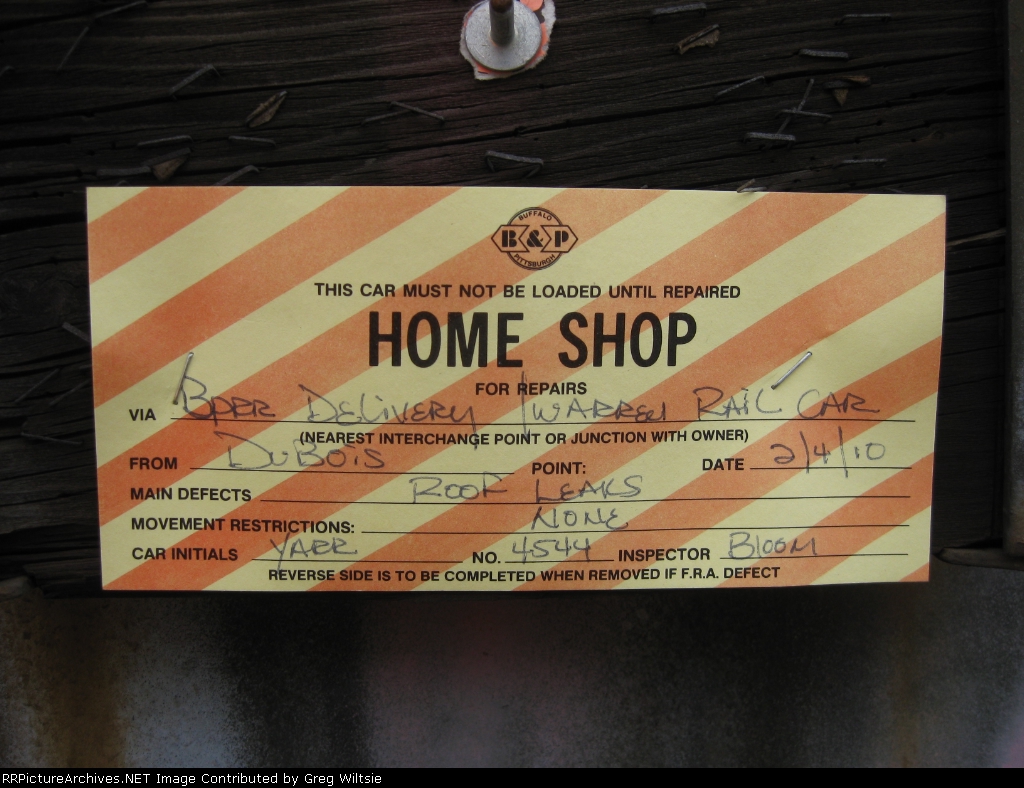 BUFFALO
B&P
PITTSBURGH
THIS CAR MUST NOT BE LOADED UNTIL REPAIRED
HOME SHOP
FOR REPAIRS
VIA BPRR DELIVERY / WARREN RAIL CAR
(NEAREST INTERCHANGE POINT OR JUNCTION WITH OWNER)
FROM DUBOIS POINT: DATE 2/4/10
MAIN DEFECTS ROOF LEAKS
MOVEMENT RESTRICTIONS: NONE
CAR INITIALS YARR NO. 4544 INSPECTOR Bloom
REVERSE SIDE IS TO BE COMPLETED WHEN REMOVED IF F.R.A. DEFECT
RRPictureArchives.NET Image Contributed by Greg Wiltsie